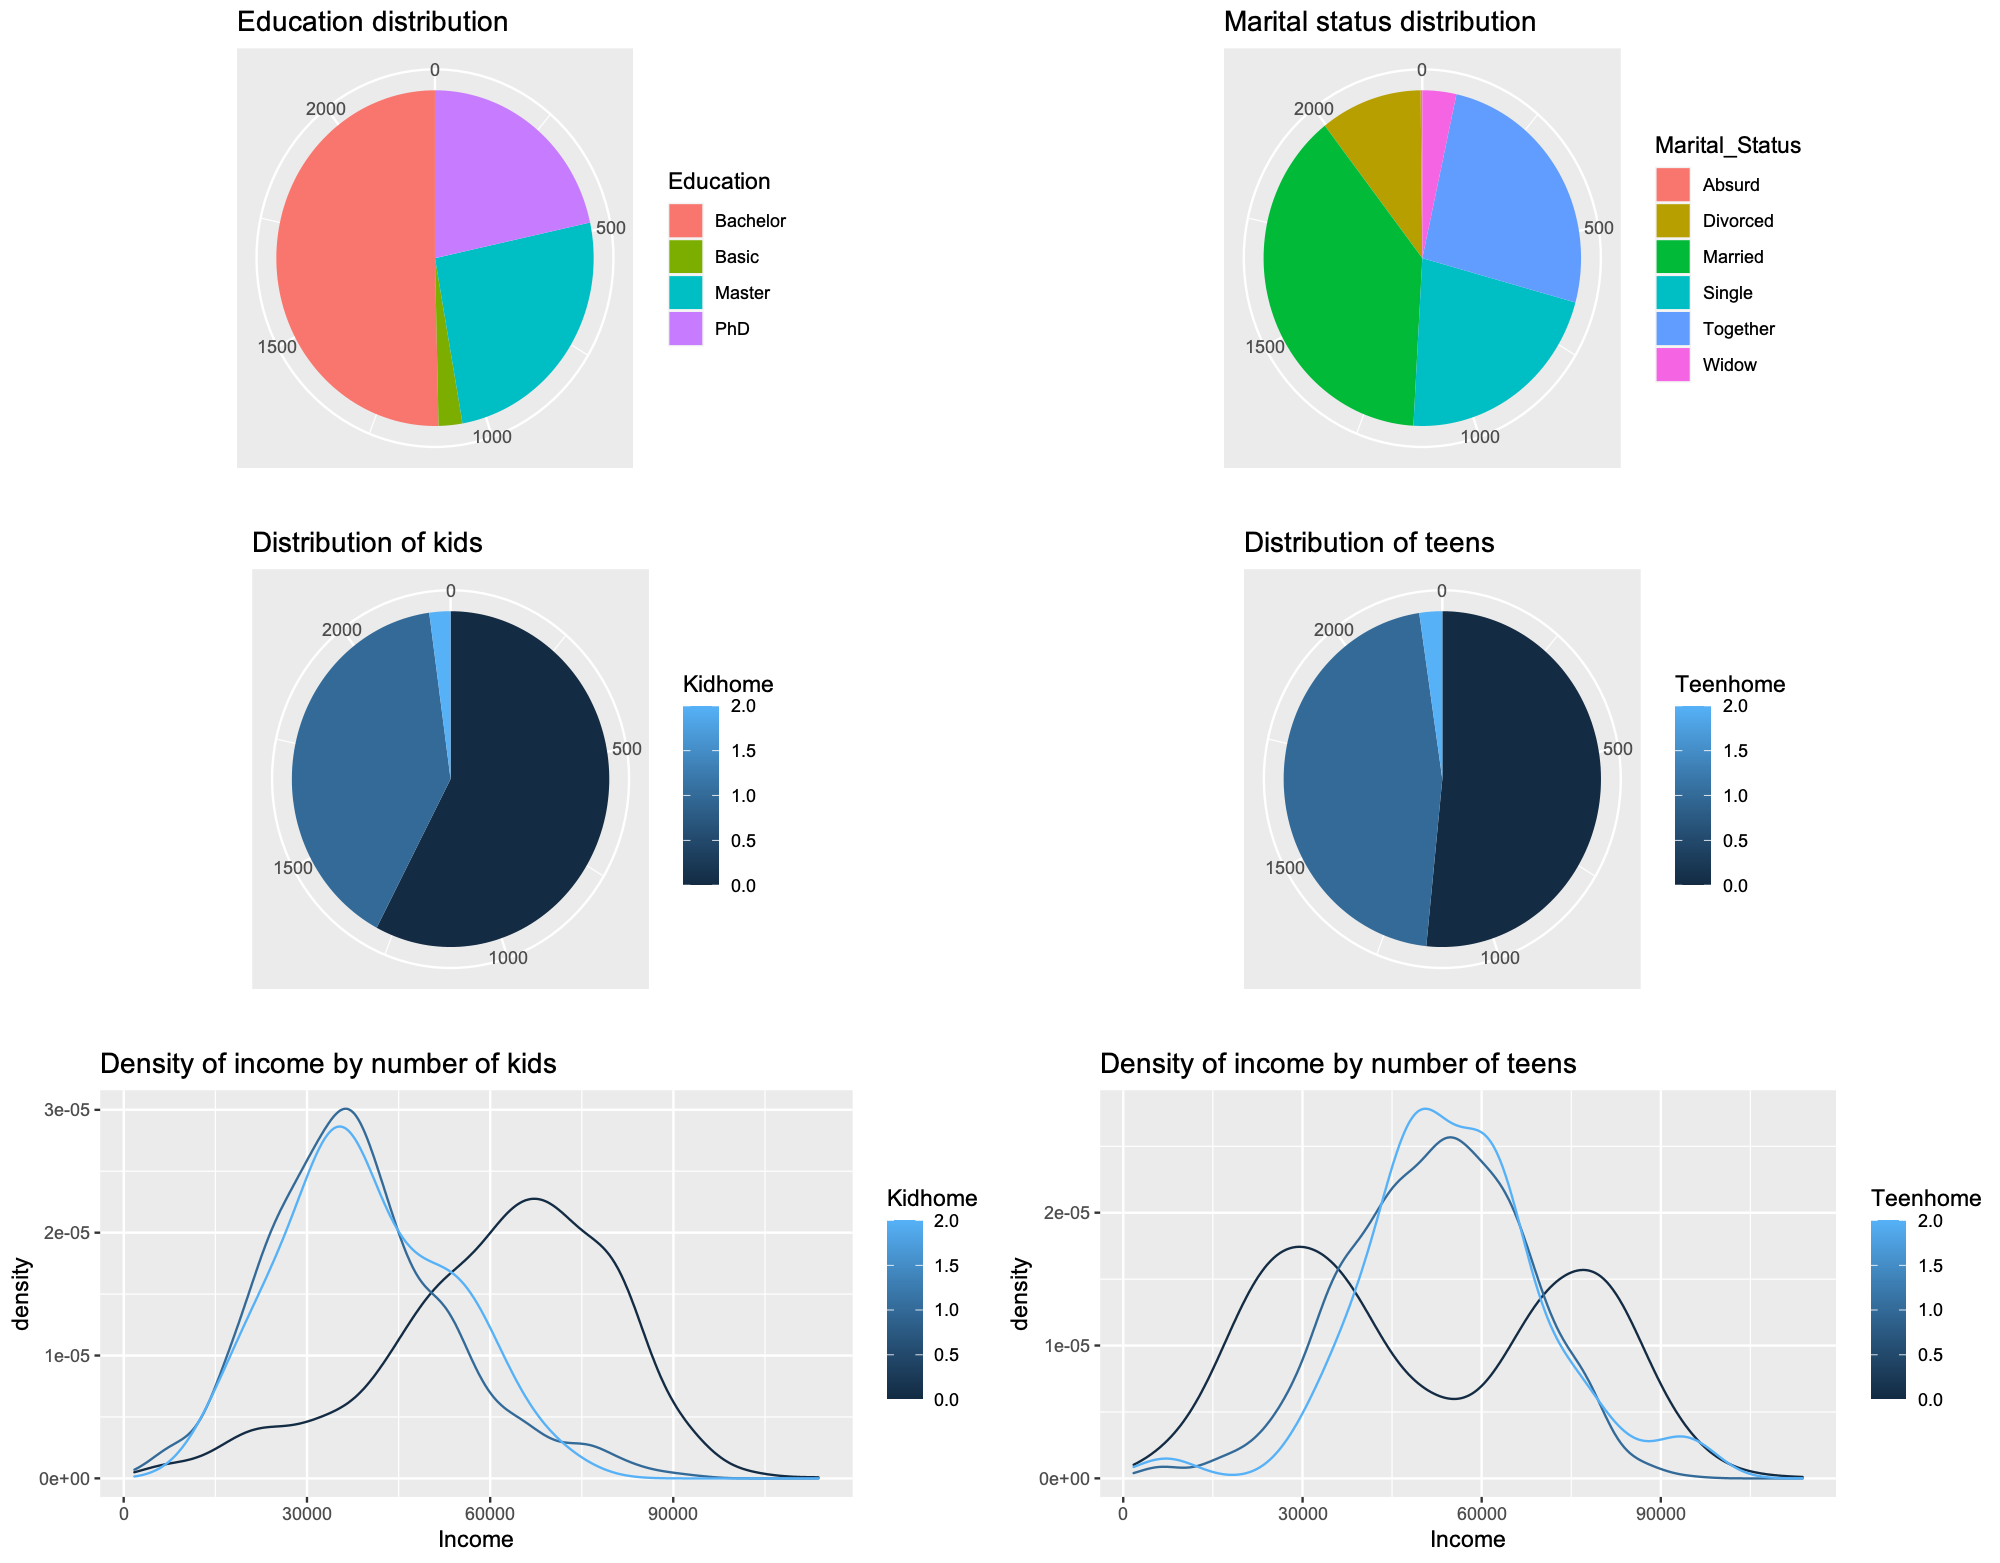 Education distribution
0
500
1000
1500
2000
Education
Bachelor
Basic
Master
PhD
Marital status distribution
0
500
1000
1500
2000
Marital_Status
Absurd
Divorced
Married
Single
Together
Widow
Distribution of kids
0
500
1000
1500
2000
Kidhome
2.0
1.5
1.0
0.5
0.0
Distribution of teens
0
500
1000
1500
2000
Teenhome
2.0
1.5
1.0
0.5
0.0
Density of income by number of kids
density
3e-05
2e-05
1e-05
0e+00
0 30000 60000 90000
Income
Kidhome
2.0
1.5
1.0
0.5
0.0
Density of income by number of teens
density
2e-05
1e-05
0e+00
0 30000 60000 90000
Income
Teenhome
2.0
1.5
1.0
0.5
0.0